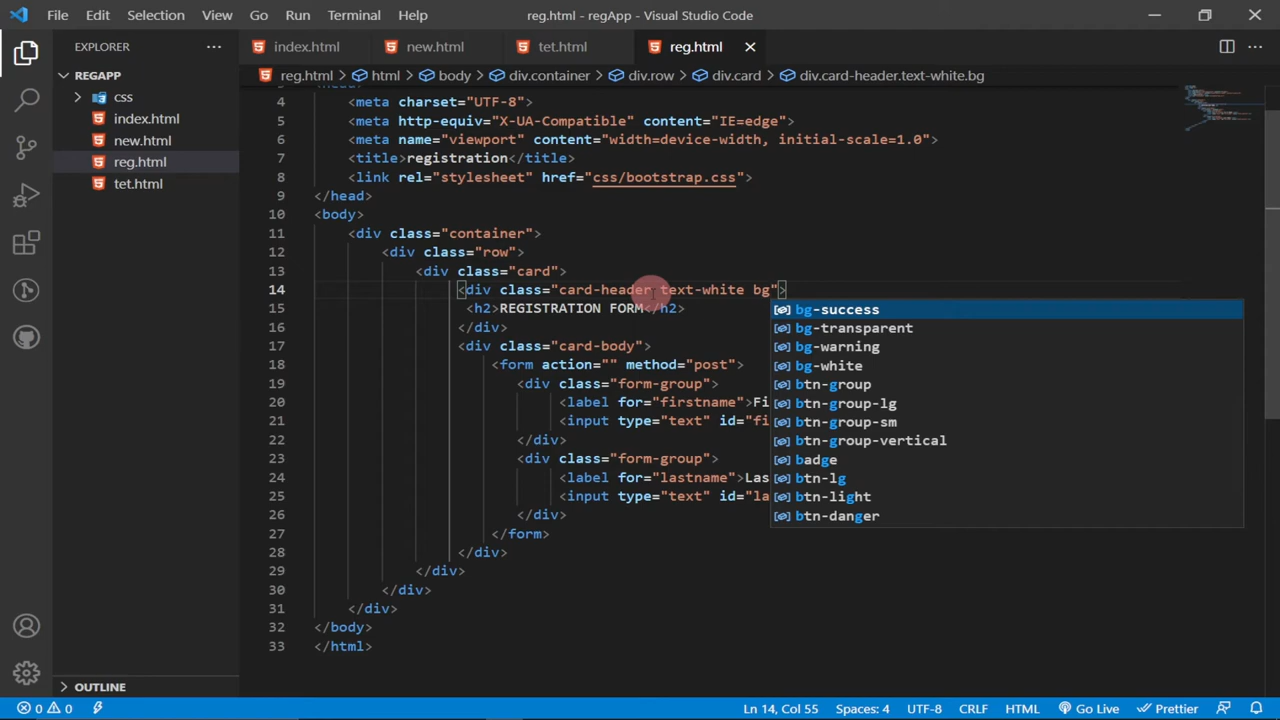 File Edit Selection View Go Run Terminal Help reg.html - regApp - Visual Studio Code
EXPLORER
index.html new.html tet.html reg.html
REGAPP
reg.html > html > body > div.container > div.row > div.card > div.card-header.text-white.bg
css
index.html
new.html
reg.html
tet.html
4 <meta charset="UTF-8">
5 <meta http-equiv="X-UA-Compatible" content="IE=edge">
6 <meta name="viewport" content="width=device-width, initial-scale=1.0">
7 <title>registration</title>
8 <link rel="stylesheet" href="css/bootstrap.css">
9 </head>
10 <body>
11 <div class="container">
12 <div class="row">
13 <div class="card">
14 <div class="card-header text-white bg">
15 <h2>REGISTRATION FORM</h2>
16 </div>
17 <div class="card-body">
18 <form action="" method="post">
19 <div class="form-group">
20 <label for="firstname">Fi
21 <input type="text" id="fi
22 </div>
23 <div class="form-group">
24 <label for="lastname">Las
25 <input type="text" id="la
26 </div>
27 </form>
28 </div>
29 </div>
30 </div>
31 </div>
32 </body>
33 </html>
bg-success
bg-transparent
bg-warning
bg-white
btn-group
btn-group-lg
btn-group-sm
btn-group-vertical
badge
btn-lg
btn-light
btn-danger
OUTLINE
0 0 Ln 14, Col 55 Spaces: 4 UTF-8 CRLF HTML Go Live Prettier